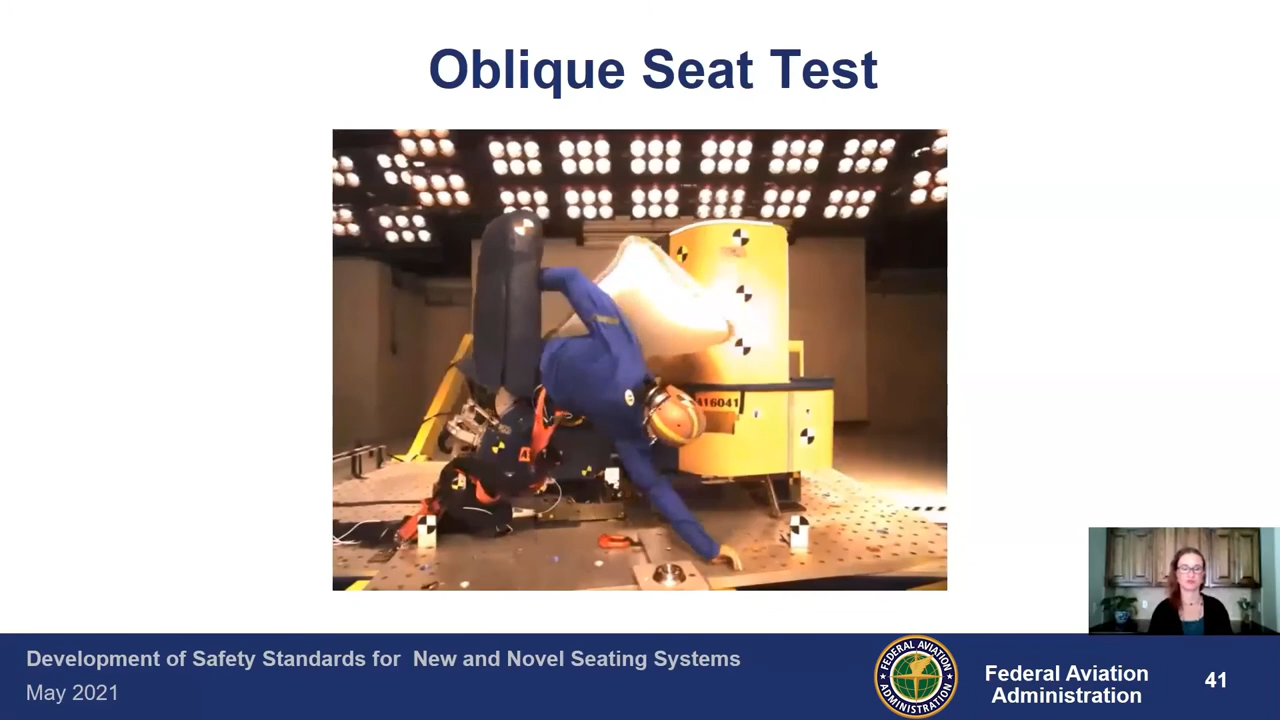 Oblique Seat Test
416041
Development of Safety Standards for New and Novel Seating Systems
May 2021
FEDERAL AVIATION
ADMINISTRATION
Federal Aviation
Administration
41